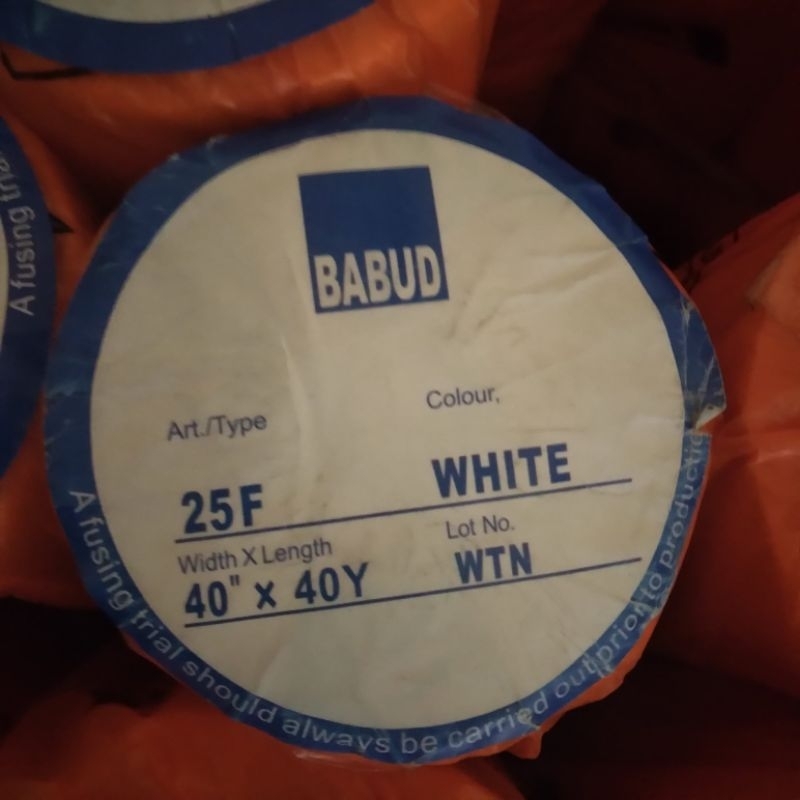 BABUD
Art./Type
Colour,
25F
WHITE
Width X Length
Lot No.
40" x 40Y
WTN
A fusing trial should always be carried out prior to productio
A fusing tria